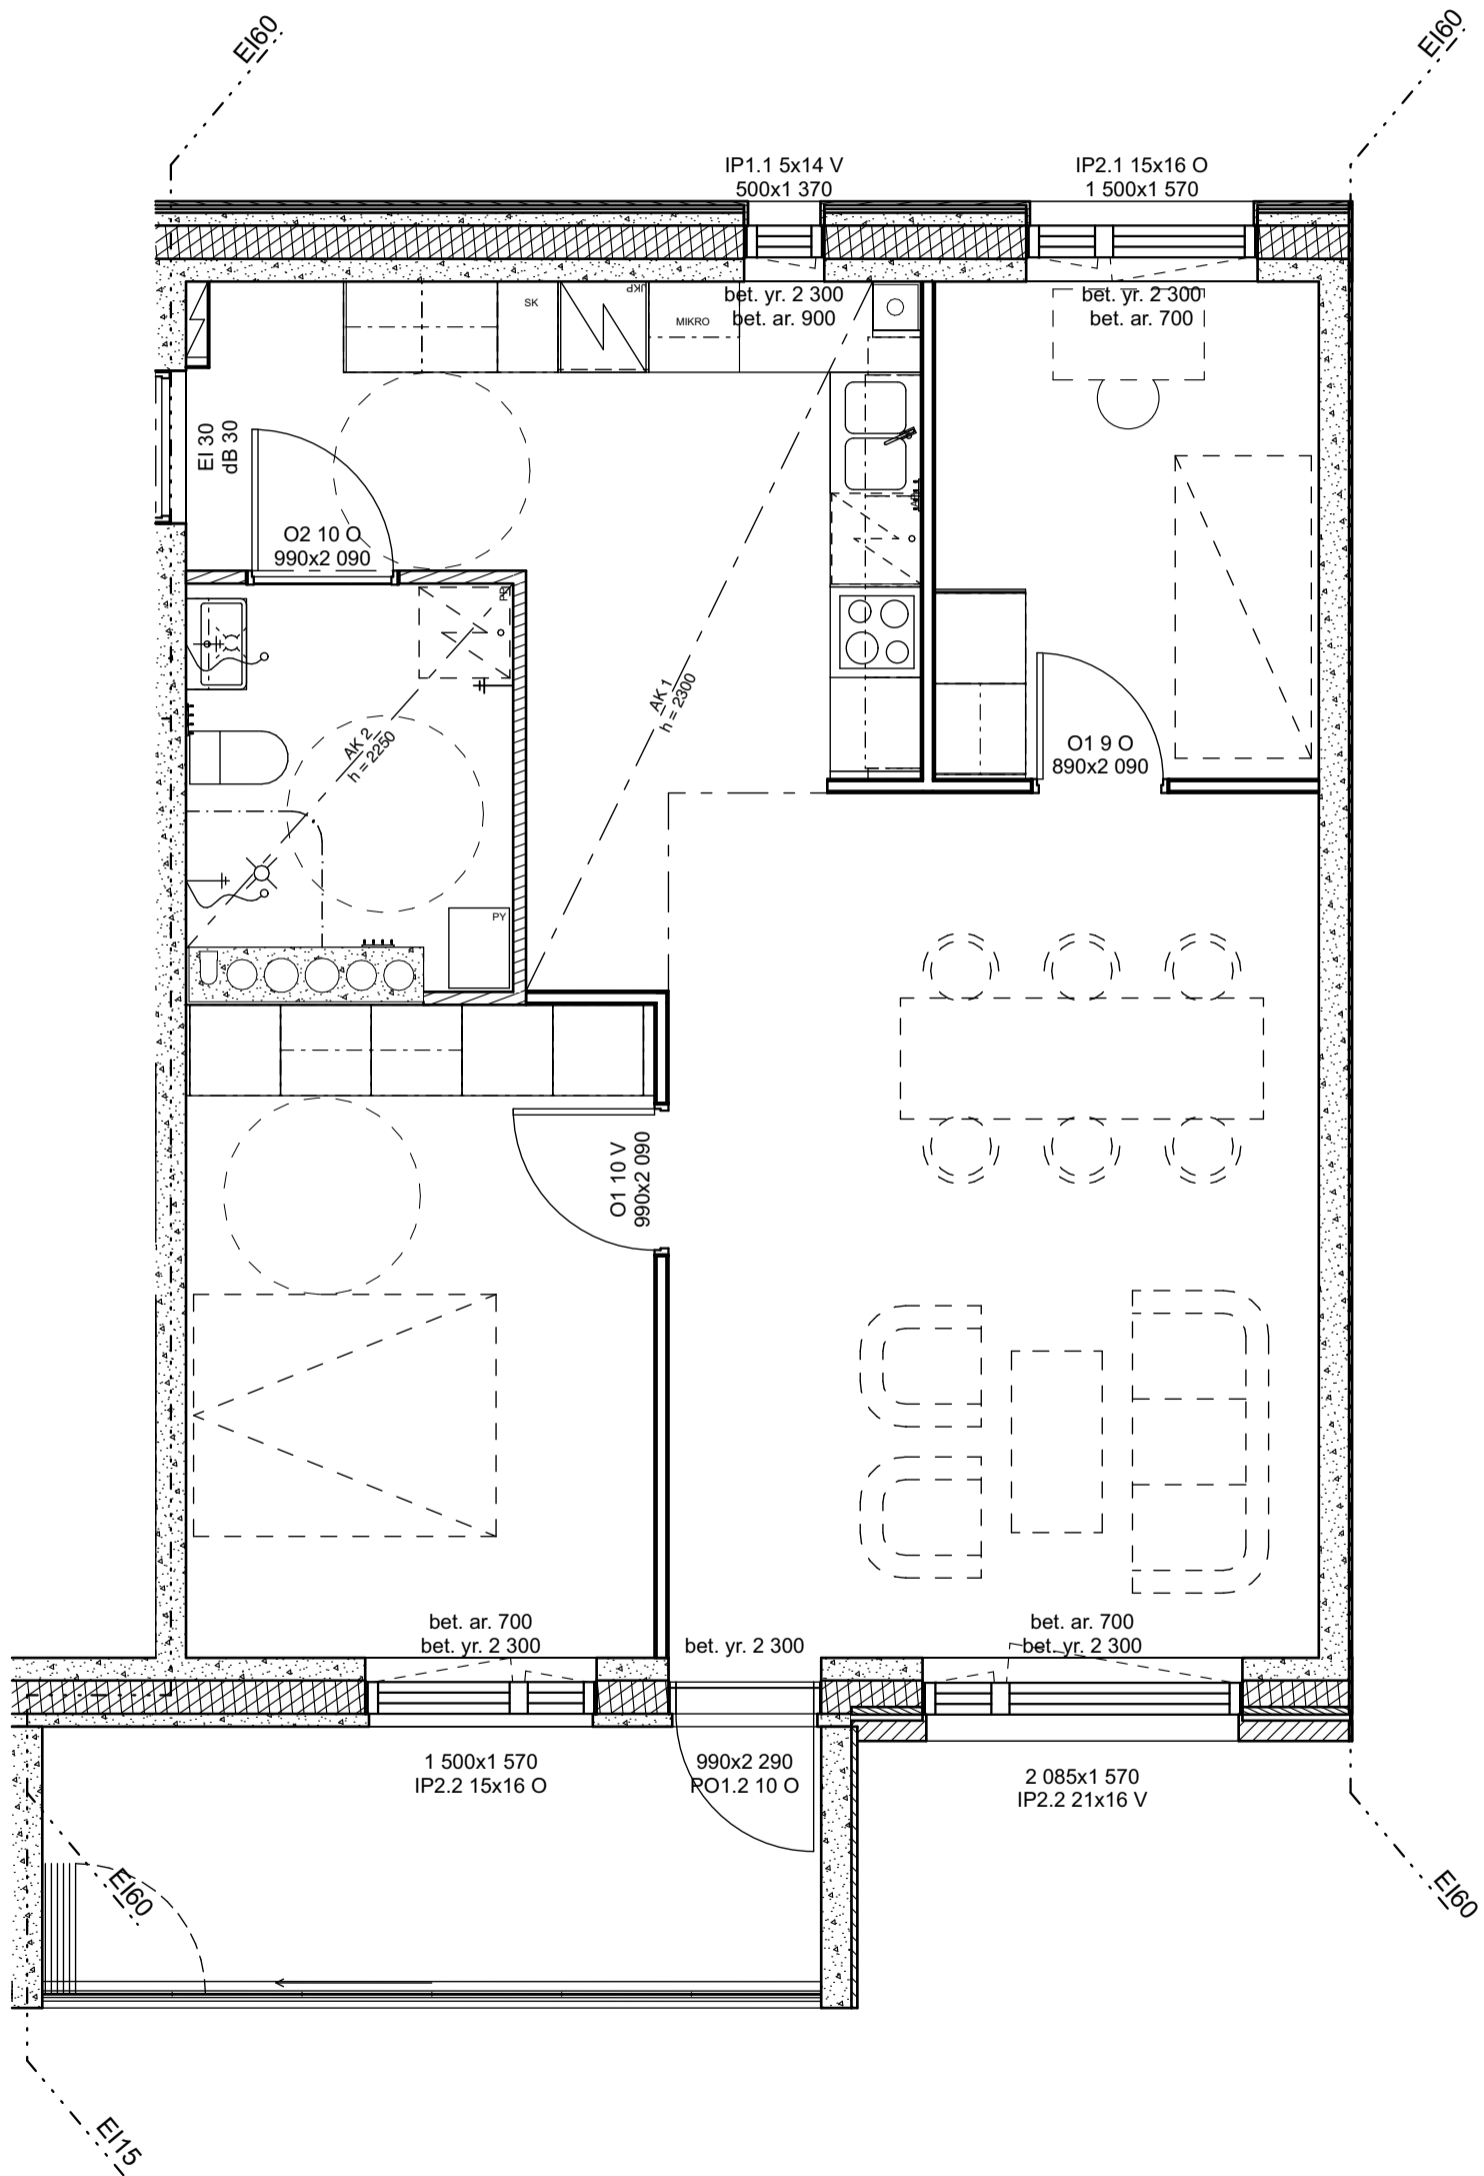 EI60
EI60
IP1.1 5x14 V
500x1 370
IP2.1 15x16 O
1 500x1 570
SK
JKP
MIKRO
bet. yr. 2 300
bet. ar. 900
bet. yr. 2 300
bet. ar. 700
EI 30
dB 30
O2 10 O
990x2 090
AK 1
h = 2300
AK 2
h = 2250
O1 9 O
890x2 090
PY
O1 10 V
990x2 090
bet. ar. 700
bet. yr. 2 300
bet. yr. 2 300
bet. ar. 700
bet. yr. 2 300
1 500x1 570
IP2.2 15x16 O
990x2 290
PO1.2 10 O
2 085x1 570
IP2.2 21x16 V
EI60
EI60
EI15